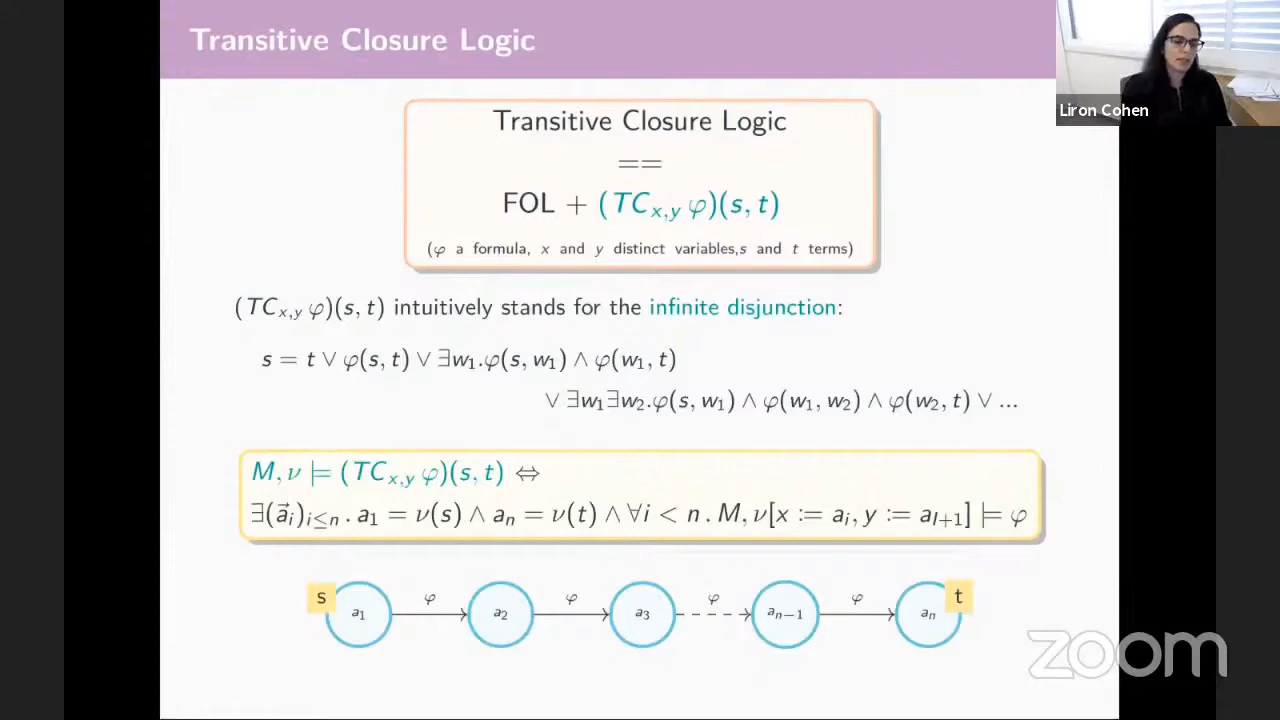 Transitive Closure Logic
Liron Cohen
Transitive Closure Logic
==
FOL + (TC_{x,y} φ)(s, t)
(φ a formula, x and y distinct variables,s and t terms)
(TC_{x,y} φ)(s, t) intuitively stands for the infinite disjunction:
s = t ∨ φ(s, t) ∨ ∃w₁.φ(s, w₁) ∧ φ(w₁, t)
∨ ∃w₁∃w₂.φ(s, w₁) ∧ φ(w₁, w₂) ∧ φ(w₂, t) ∨ ...
M, ν ⊨ (TC_{x,y} φ)(s, t) ⇔
∃(a⃗_i)_{i≤n} . a₁ = ν(s) ∧ a_n = ν(t) ∧ ∀i < n . M, ν[x := a_i, y := a_{I+1}] ⊨ φ
s a₁ φ a₂ φ a₃ φ a_{n−1} φ a_n t
zoom